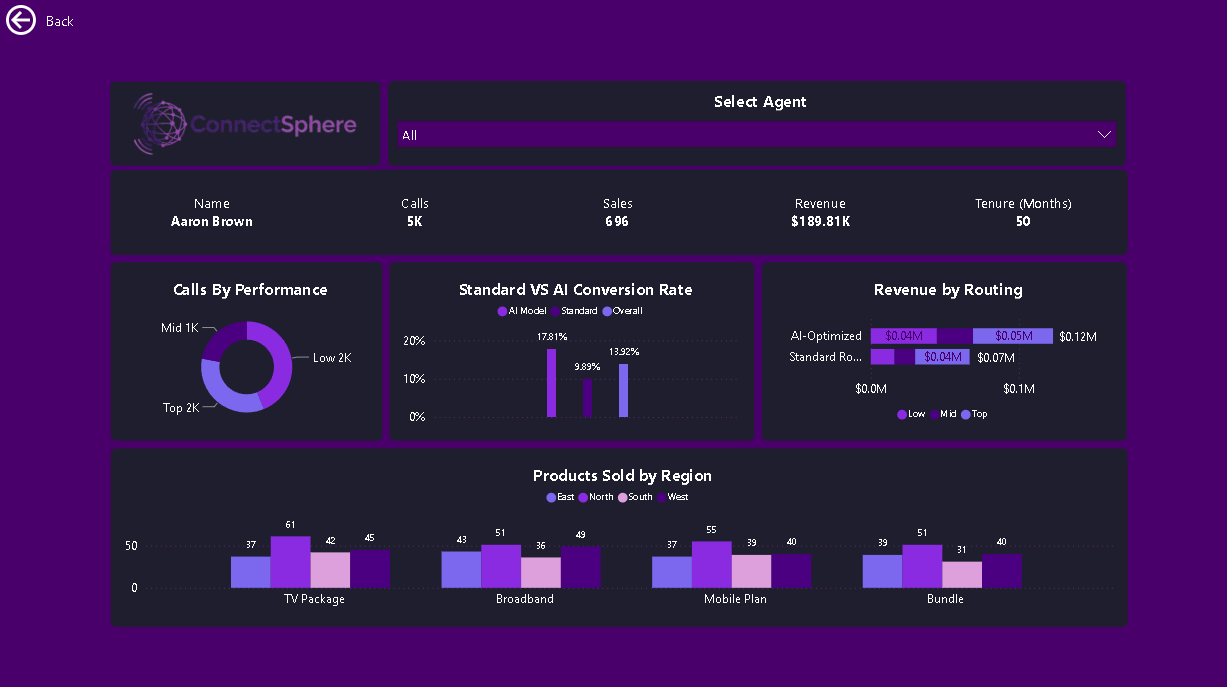 Back
ConnectSphere
Select Agent
All
Name Calls Sales Revenue Tenure (Months)
Aaron Brown 5K 696 $189.81K 50
Calls By Performance
Mid 1K
Low 2K
Top 2K
Standard VS AI Conversion Rate
AI Model Standard Overall
20%
10%
0%
17.81%
9.89%
13.92%
Revenue by Routing
AI-Optimized $0.04M $0.05M $0.12M
Standard Ro... $0.04M $0.07M
$0.0M $0.1M
Low Mid Top
Products Sold by Region
East North South West
50
0
37 61 42 45
43 51 36 49
37 55 39 40
39 51 31 40
TV Package Broadband Mobile Plan Bundle